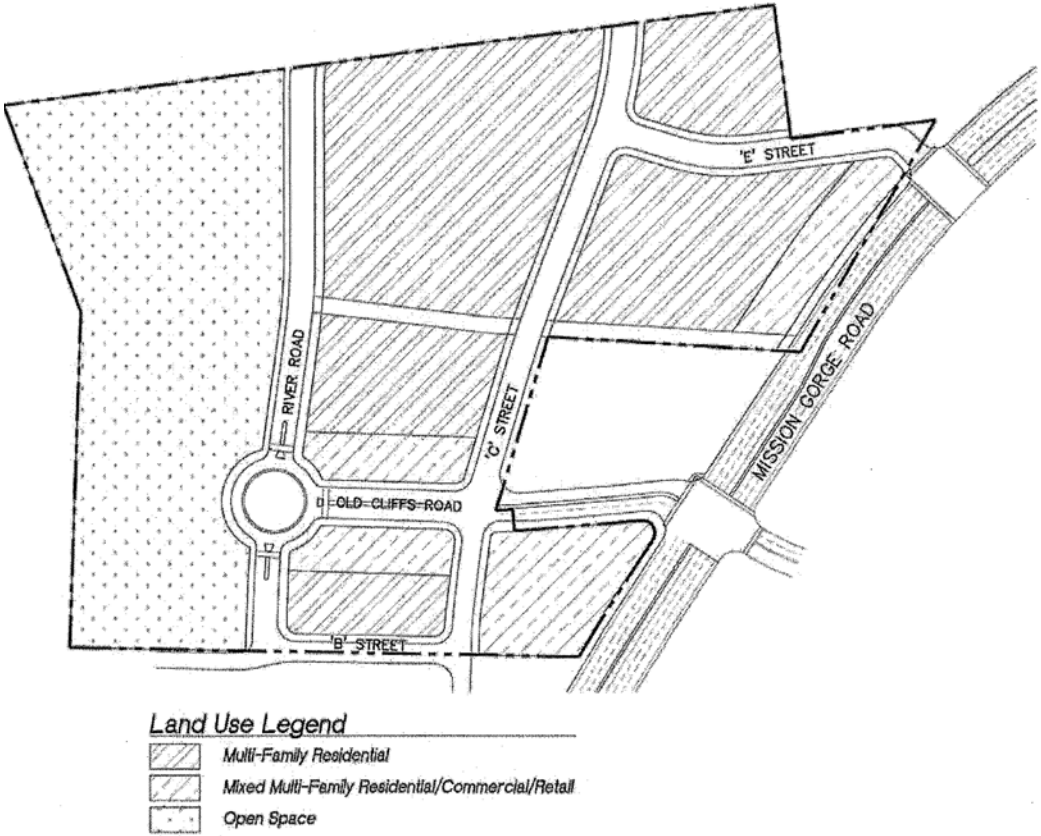 'E' STREET
RIVER ROAD
'C' STREET
MISSION GORGE ROAD
OLD CLIFFS ROAD
'B' STREET
Land Use Legend
Multi-Family Residential
Mixed Multi-Family Residential/Commercial/Retail
Open Space